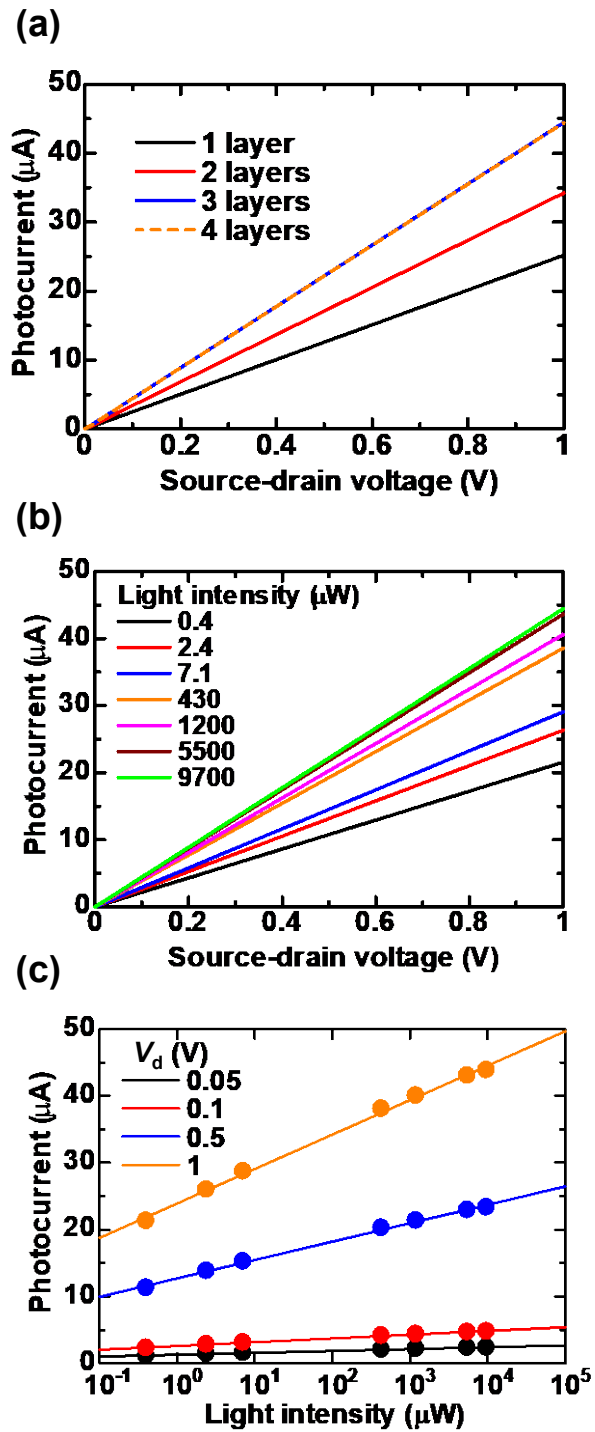 (a)
50
40
30
20
10
0
Photocurrent (μA)
1 layer
2 layers
3 layers
4 layers
0 0.2 0.4 0.6 0.8 1
Source-drain voltage (V)
(b)
50
40
30
20
10
0
Photocurrent (μA)
Light intensity (μW)
0.4
2.4
7.1
430
1200
5500
9700
0 0.2 0.4 0.6 0.8 1
Source-drain voltage (V)
(c)
50
40
30
20
10
0
Photocurrent (μA)
V_d (V)
0.05
0.1
0.5
1
10⁻¹ 10⁰ 10¹ 10² 10³ 10⁴ 10⁵
Light intensity (μW)